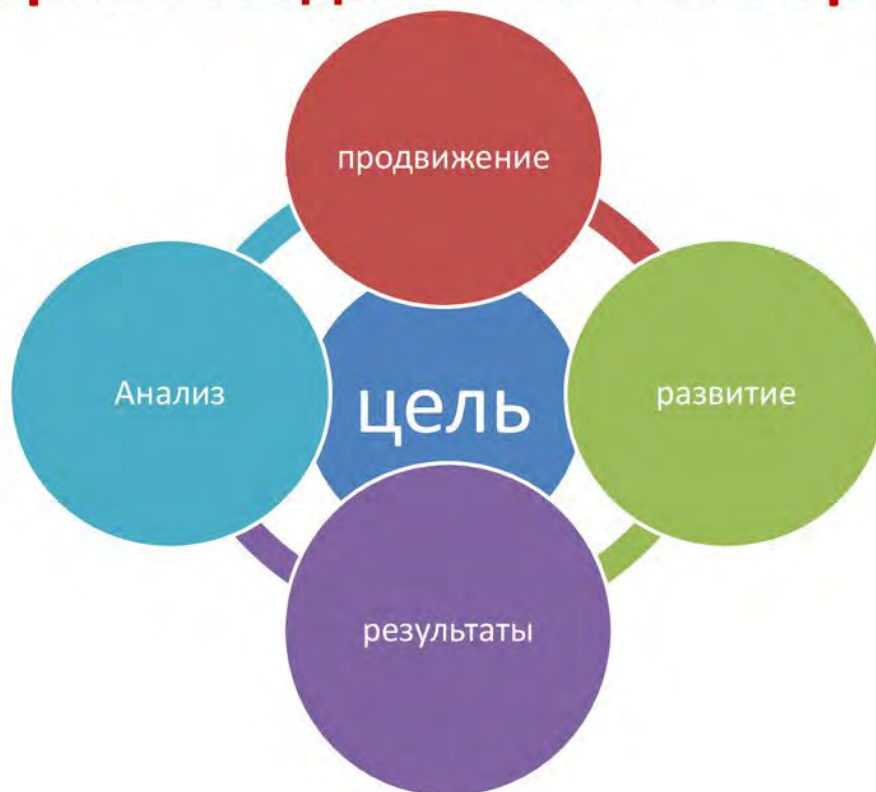 продвижение
Анализ
цель
развитие
результаты